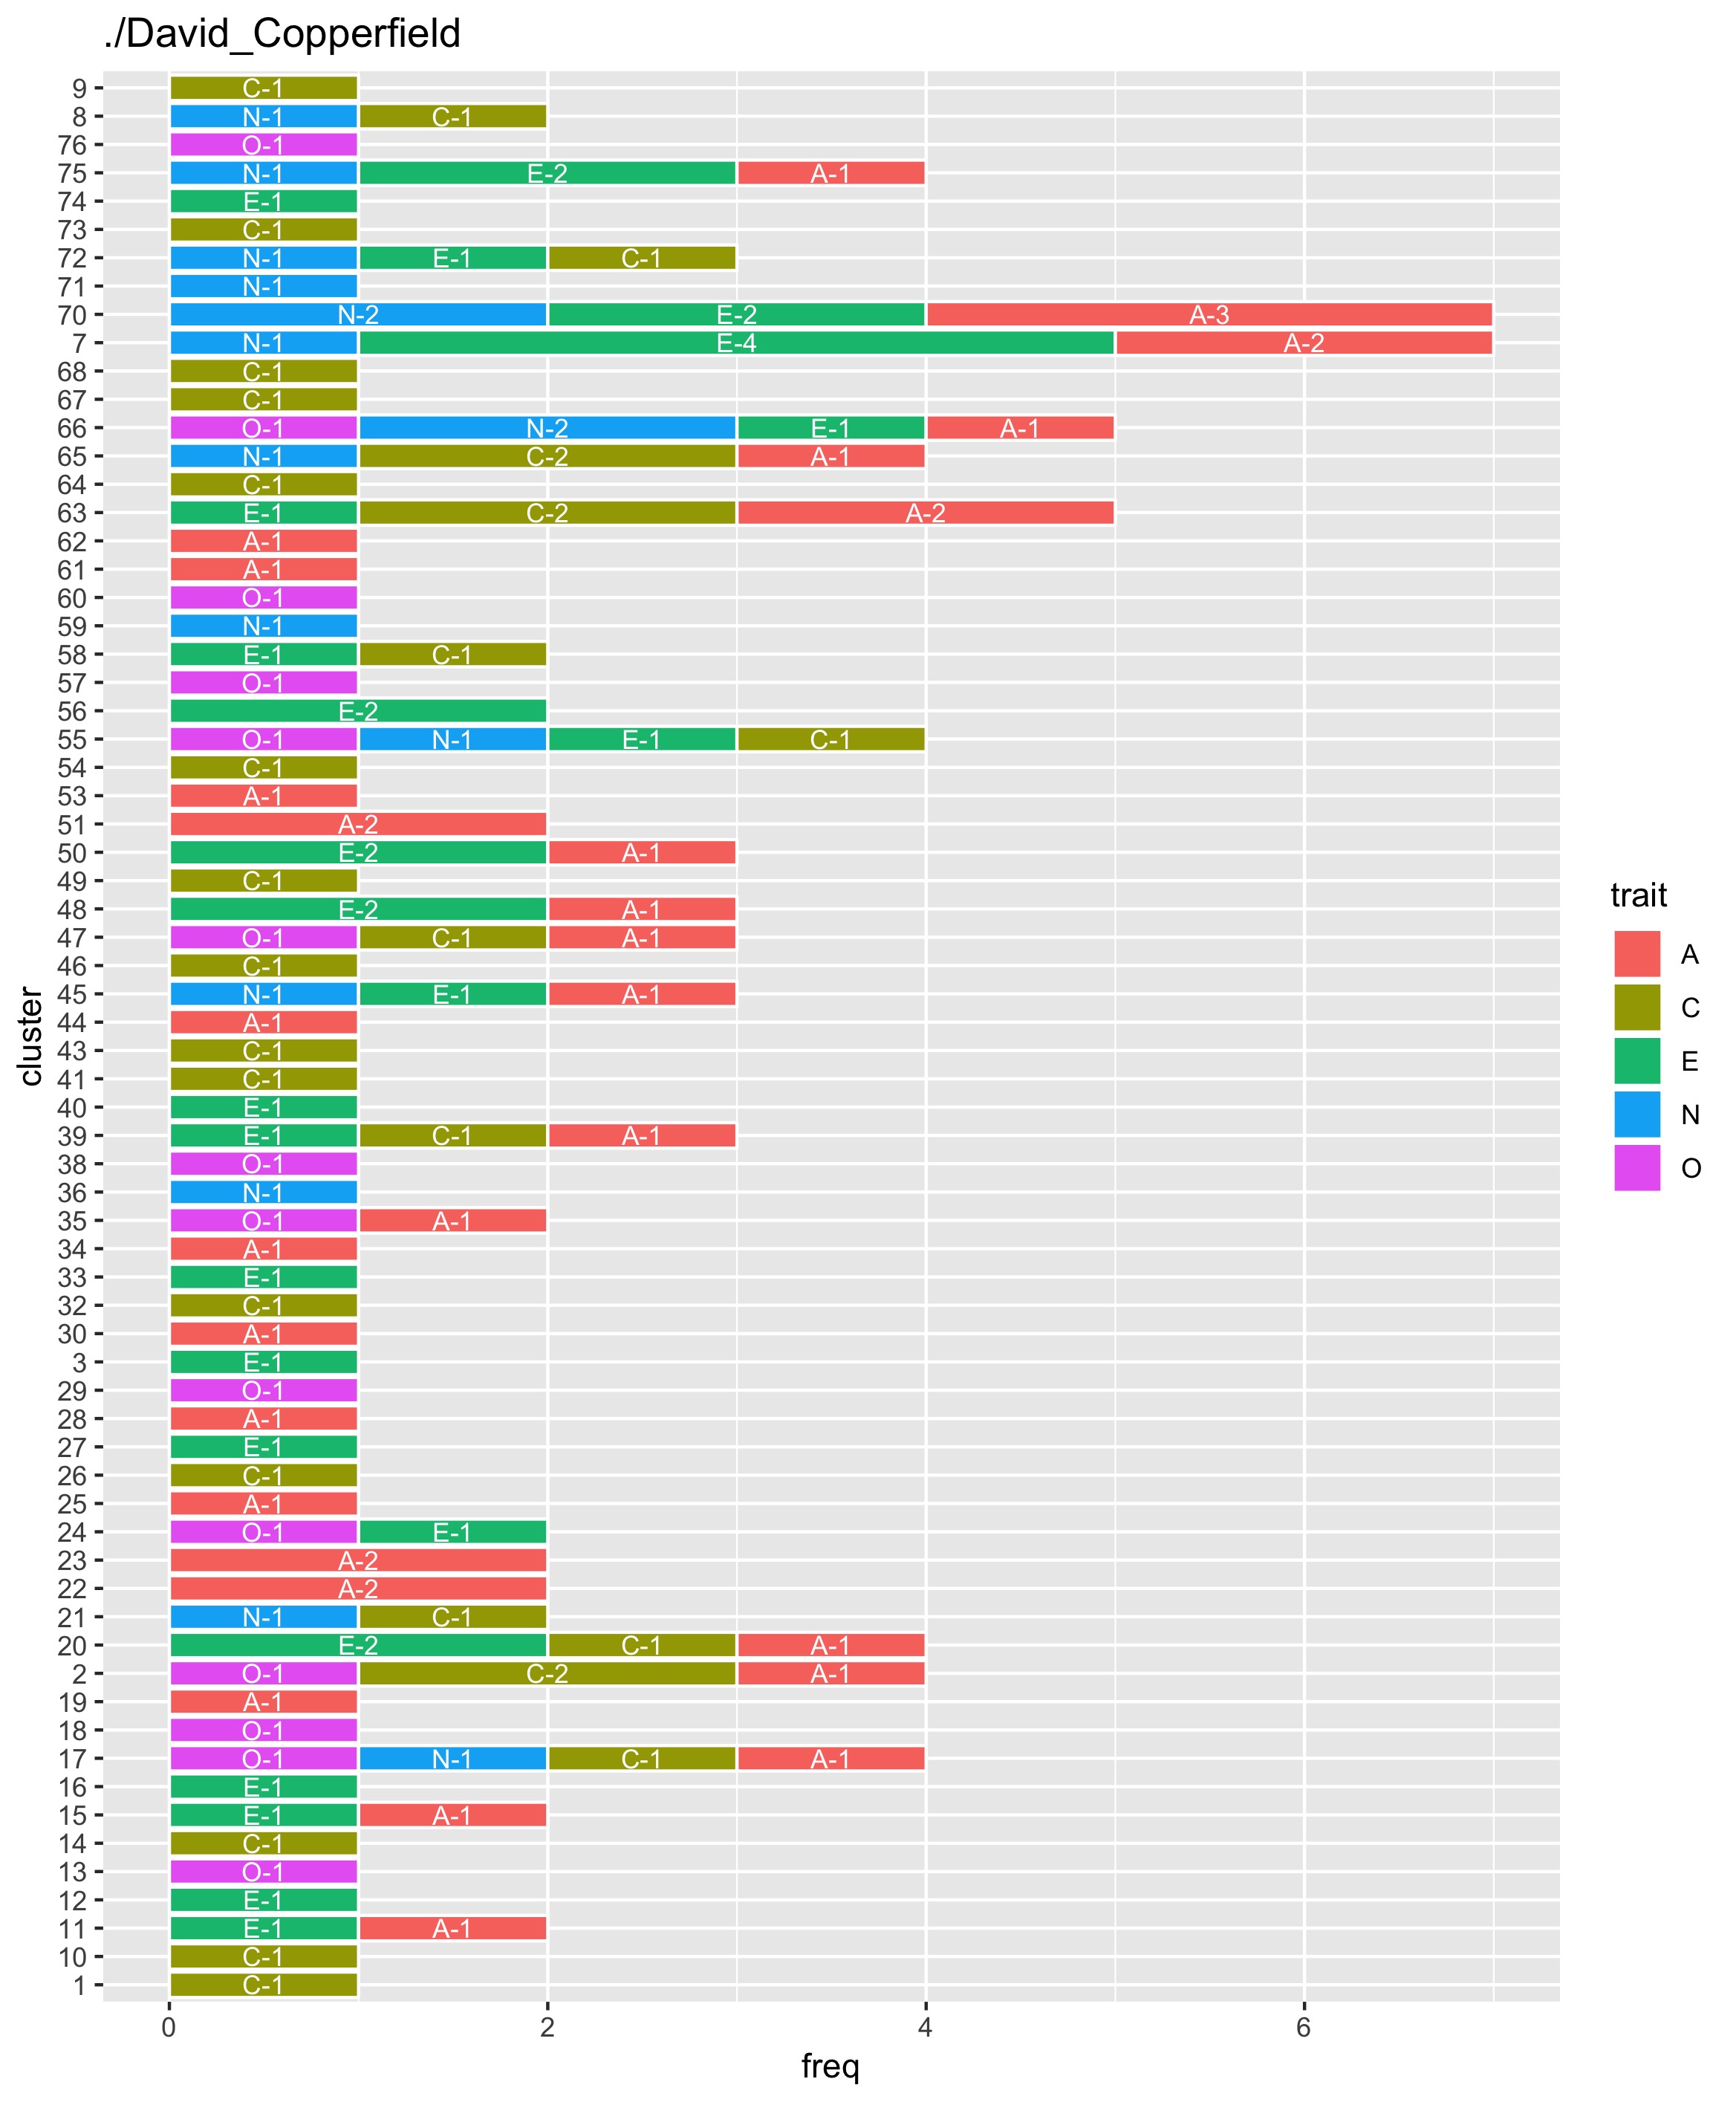 ./David_Copperfield
9 C-1
8 N-1 C-1
76 O-1
75 N-1 E-2 A-1
74 E-1
73 C-1
72 N-1 E-1 C-1
71 N-1
70 N-2 E-2 A-3
7 N-1 E-4 A-2
68 C-1
67 C-1
66 O-1 N-2 E-1 A-1
65 N-1 C-2 A-1
64 C-1
63 E-1 C-2 A-2
62 A-1
61 A-1
60 O-1
59 N-1
58 E-1 C-1
57 O-1
56 E-2
55 O-1 N-1 E-1 C-1
54 C-1
53 A-1
51 A-2
50 E-2 A-1
49 C-1
48 E-2 A-1
47 O-1 C-1 A-1
46 C-1
45 N-1 E-1 A-1
44 A-1
43 C-1
41 C-1
40 E-1
39 E-1 C-1 A-1
38 O-1
36 N-1
35 O-1 A-1
34 A-1
33 E-1
32 C-1
30 A-1
3 E-1
29 O-1
28 A-1
27 E-1
26 C-1
25 A-1
24 O-1 E-1
23 A-2
22 A-2
21 N-1 C-1
20 E-2 C-1 A-1
2 O-1 C-2 A-1
19 A-1
18 O-1
17 O-1 N-1 C-1 A-1
16 E-1
15 E-1 A-1
14 C-1
13 O-1
12 E-1
11 E-1 A-1
10 C-1
1 C-1
0 2 4 6
freq
cluster
trait
A
C
E
N
O